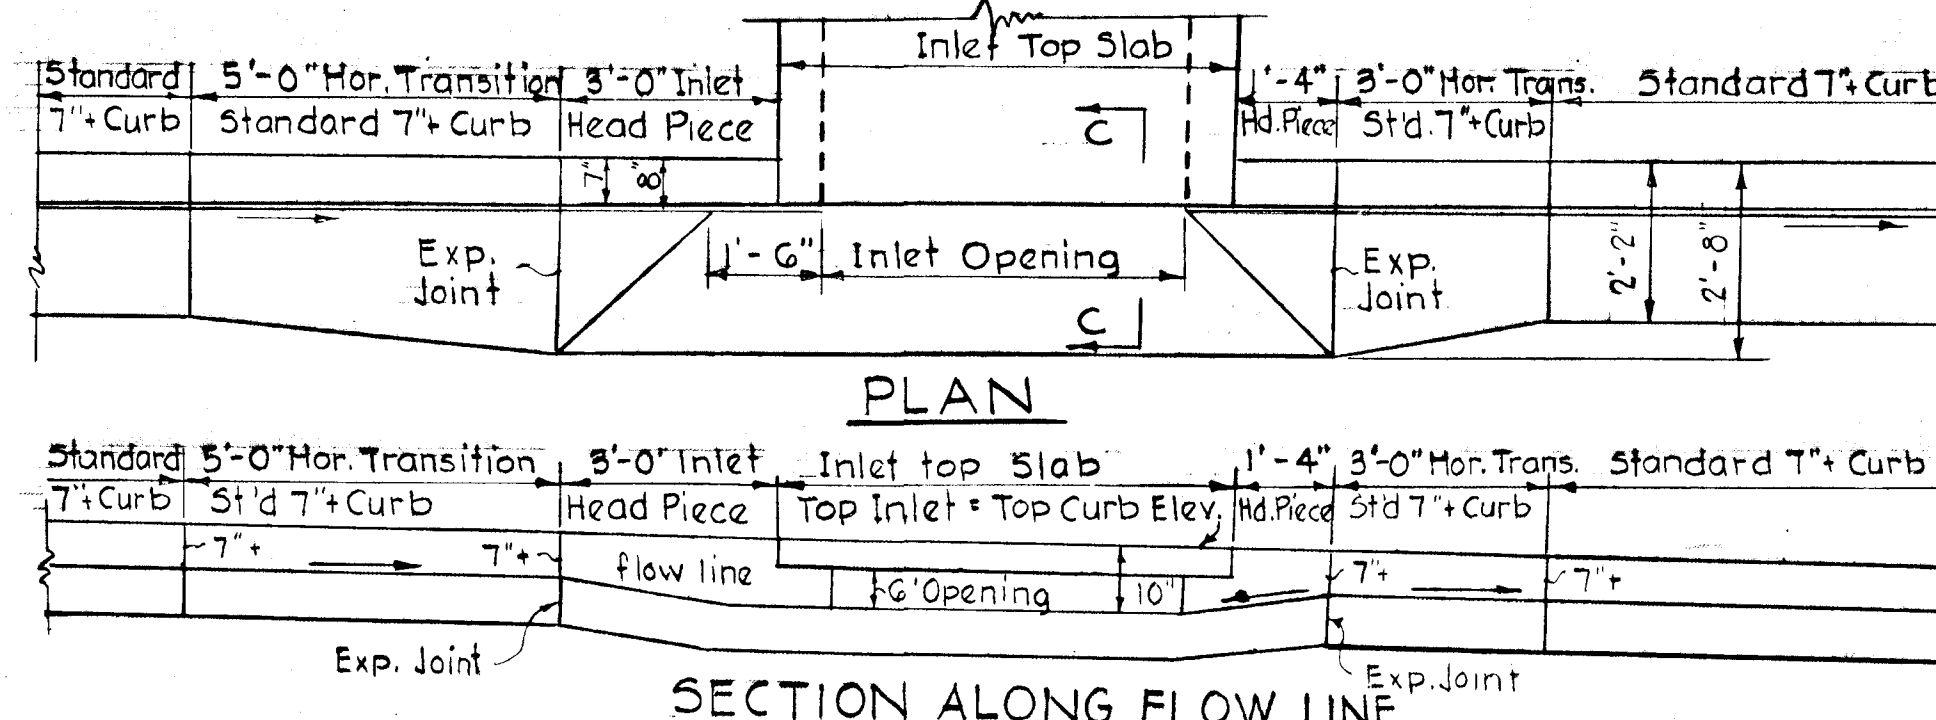 Inlet Top Slab
Standard 5'-0" Hor. Transition 3'-0" Inlet 1'-4" 3'-0" Hor. Trans. Standard 7"+ Curb
7"+ Curb Standard 7"+ Curb Head Piece C Hd. Piece St'd. 7"+ Curb
7" 8"
Exp. Joint
1'-6" Inlet Opening
Exp. Joint
2'-2" 2'-8"
C
PLAN
Standard 5'-0" Hor. Transition 3'-0" Inlet Inlet top Slab 1'-4" 3'-0" Hor. Trans. Standard 7"+ Curb
7"+ Curb St'd 7"+ Curb Head Piece Top Inlet = Top Curb Elev. Hd. Piece St'd 7"+ Curb
7"+ 7"+ flow line 6' Opening 10" 7"+ 7"+
Exp. Joint
Exp. Joint
SECTION ALONG FLOW LINE